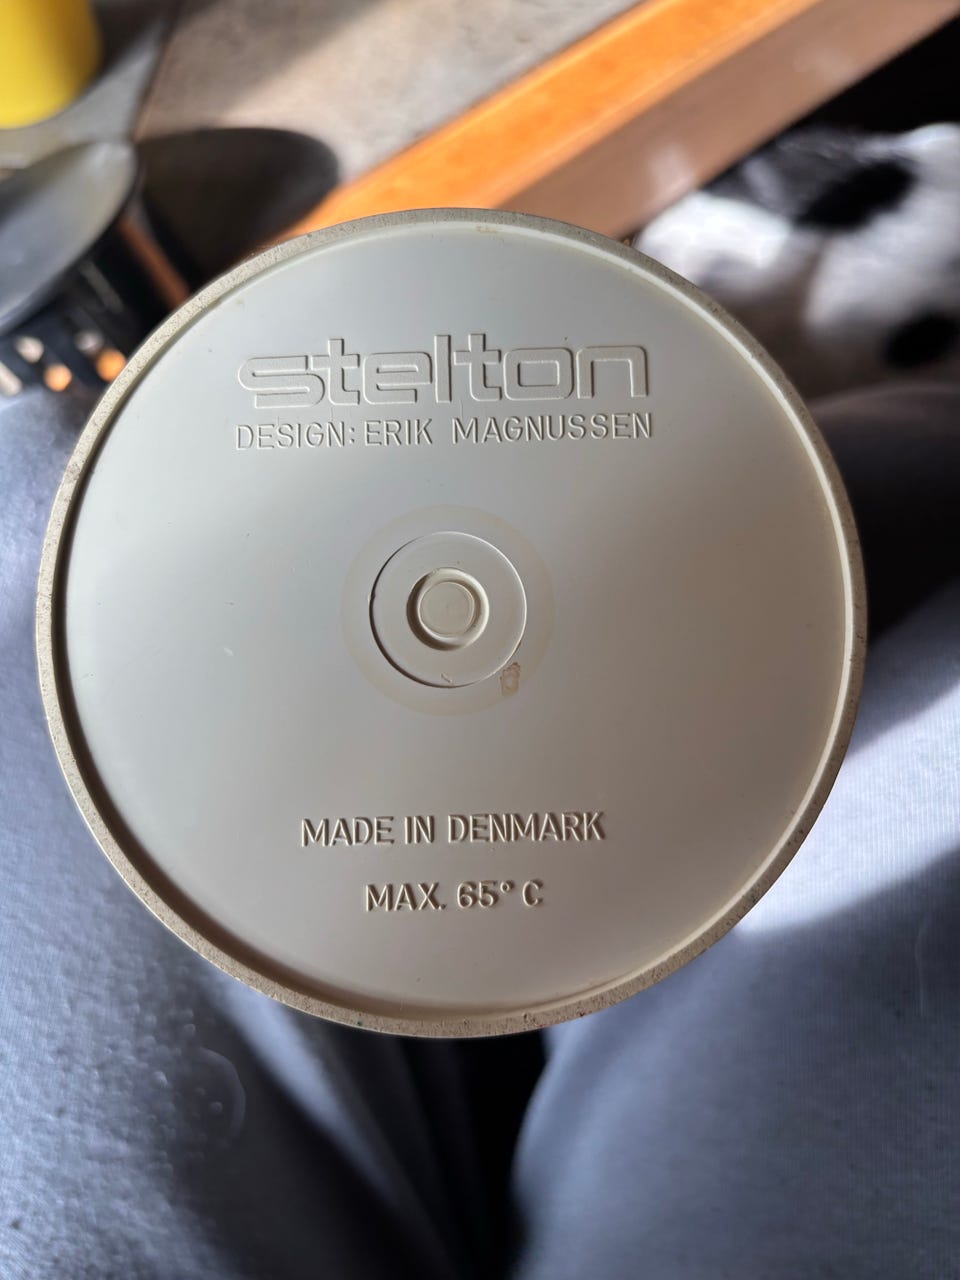 stelton
DESIGN: ERIK MAGNUSSEN
MADE IN DENMARK
MAX. 65° C